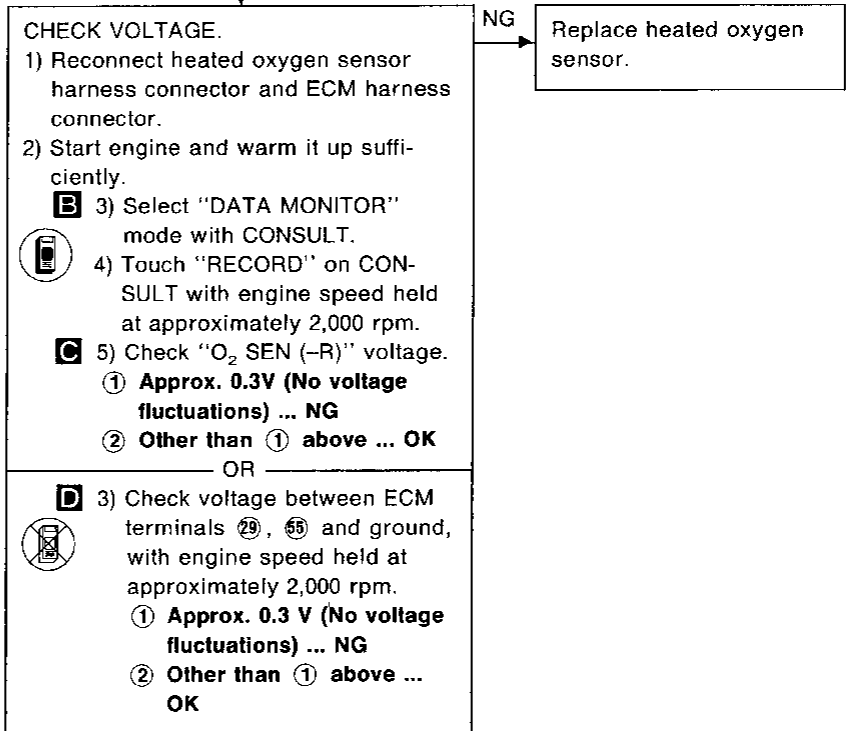 CHECK VOLTAGE.
1) Reconnect heated oxygen sensor
harness connector and ECM harness
connector.
2) Start engine and warm it up suffi-
ciently.
B 3) Select "DATA MONITOR"
mode with CONSULT.
4) Touch "RECORD" on CON-
SULT with engine speed held
at approximately 2,000 rpm.
C 5) Check "O₂ SEN (–R)" voltage.
① Approx. 0.3V (No voltage
fluctuations) ... NG
② Other than ① above ... OK
OR
D 3) Check voltage between ECM
terminals ㉙, 55 and ground,
with engine speed held at
approximately 2,000 rpm.
① Approx. 0.3 V (No voltage
fluctuations) ... NG
② Other than ① above ...
OK
NG
Replace heated oxygen
sensor.